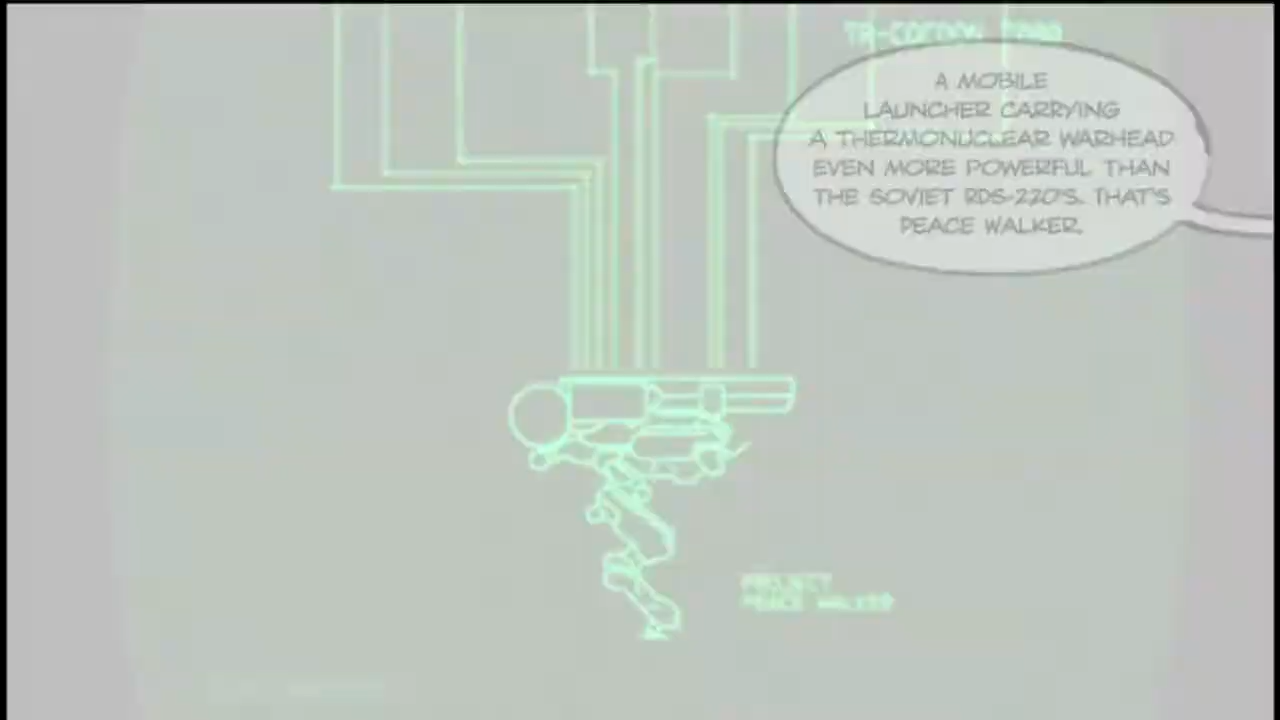 A MOBILE
LAUNCHER CARRYING
A THERMONUCLEAR WARHEAD
EVEN MORE POWERFUL THAN
THE SOVIET RDS-220'S. THAT'S
PEACE WALKER.
PROJECT
PEACE WALKER